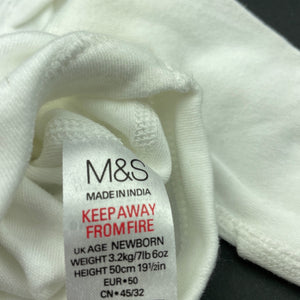 M&S
MADE IN INDIA
KEEP AWAY
FROM FIRE
UK AGE NEWBORN
WEIGHT 3.2kg/7lb 6oz
HEIGHT 50cm 19½in
EUR•50
CN•45/32